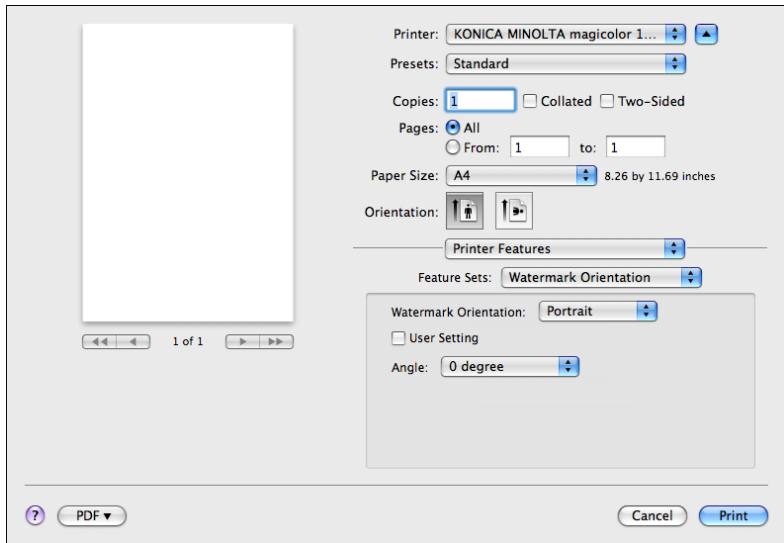 Printer: KONICA MINOLTA magicolor 1...
Presets: Standard
Copies: 1 Collated Two-Sided
Pages: All
From: 1 to: 1
Paper Size: A4 8.26 by 11.69 inches
Orientation:
Printer Features
Feature Sets: Watermark Orientation
Watermark Orientation: Portrait
User Setting
Angle: 0 degree
1 of 1
? PDF▼ Cancel Print